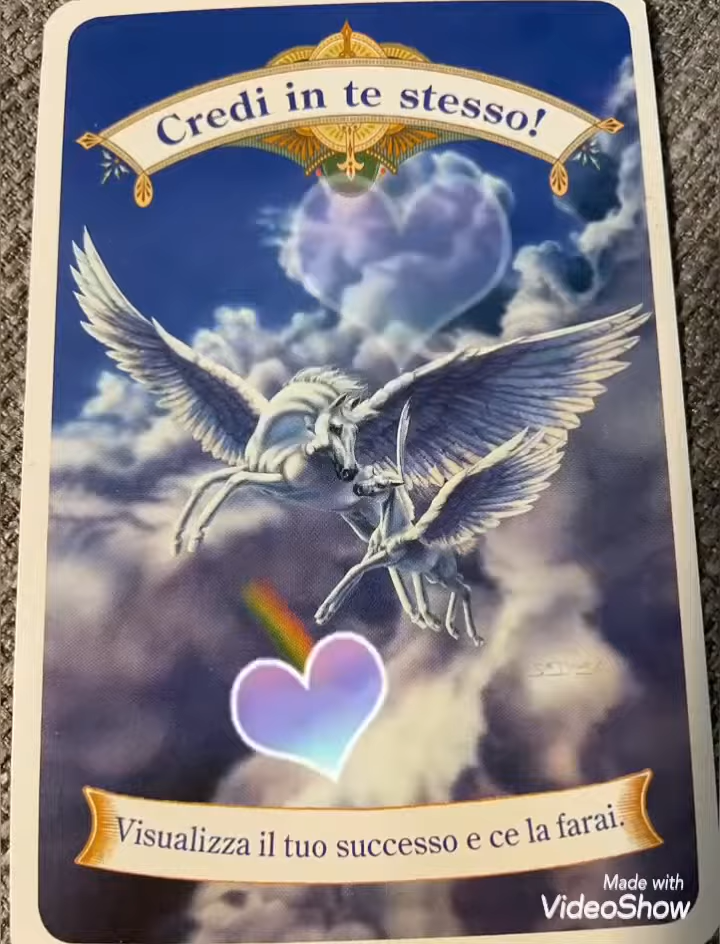 Credi in te stesso!
Visualizza il tuo successo e ce la farai.
Made with
VideoShow